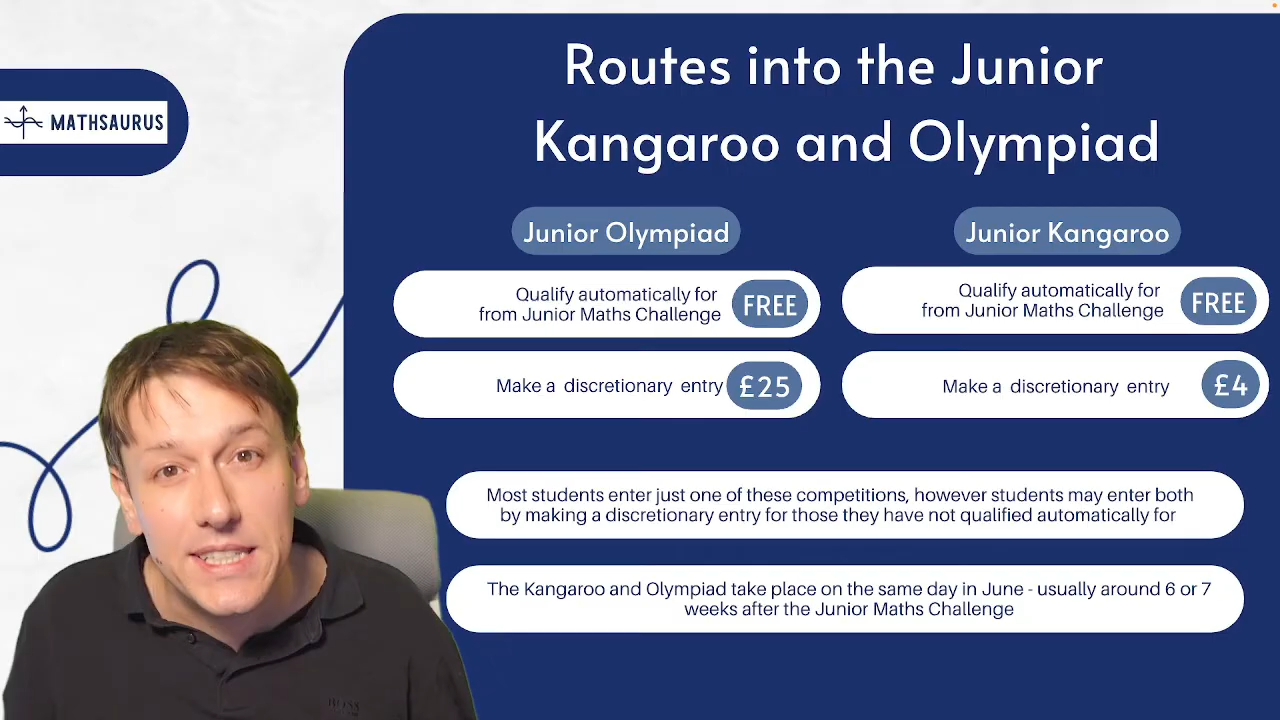 MATHSAURUS
Routes into the Junior
Kangaroo and Olympiad
Junior Olympiad
Qualify automatically for
from Junior Maths Challenge
FREE
Make a discretionary entry
£25
Junior Kangaroo
Qualify automatically for
from Junior Maths Challenge
FREE
Make a discretionary entry
£4
Most students enter just one of these competitions, however students may enter both
by making a discretionary entry for those they have not qualified automatically for
The Kangaroo and Olympiad take place on the same day in June - usually around 6 or 7
weeks after the Junior Maths Challenge
BOSS